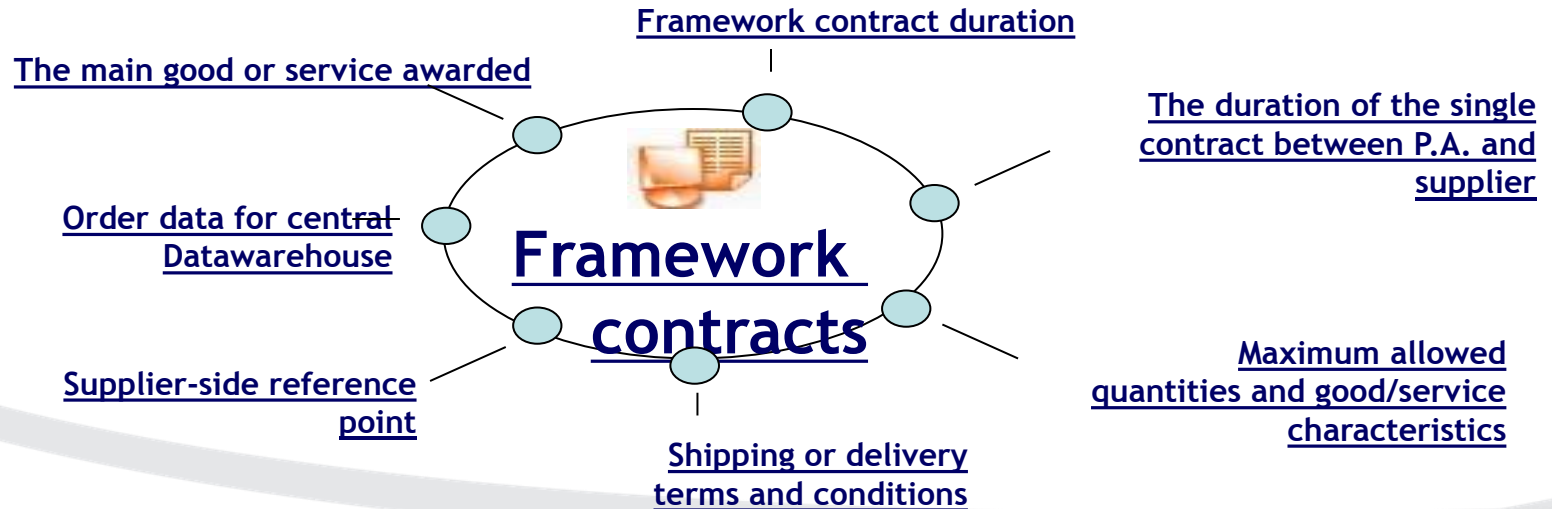 Framework contract duration
The main good or service awarded
The duration of the single
contract between P.A. and
supplier
Order data for central
Datawarehouse
Framework
contracts
Maximum allowed
quantities and good/service
characteristics
Supplier-side reference
point
Shipping or delivery
terms and conditions